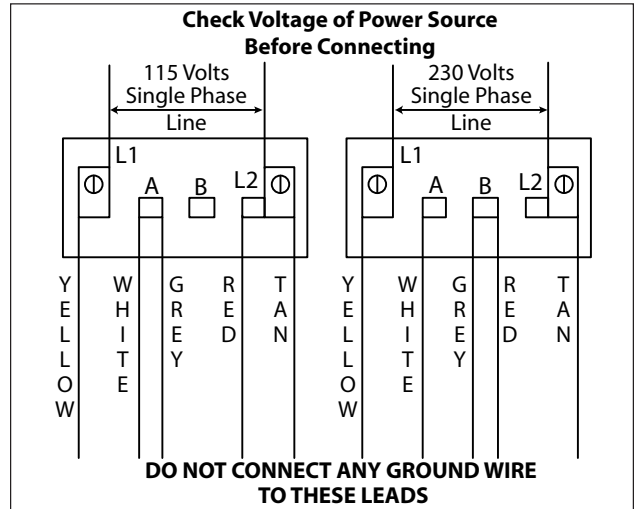 Check Voltage of Power Source
Before Connecting
115 Volts
Single Phase
Line
L1
A
B
L2
YELLOW
WHITE
GREY
RED
TAN
230 Volts
Single Phase
Line
L1
A
B
L2
YELLOW
WHITE
GREY
RED
TAN
DO NOT CONNECT ANY GROUND WIRE
TO THESE LEADS